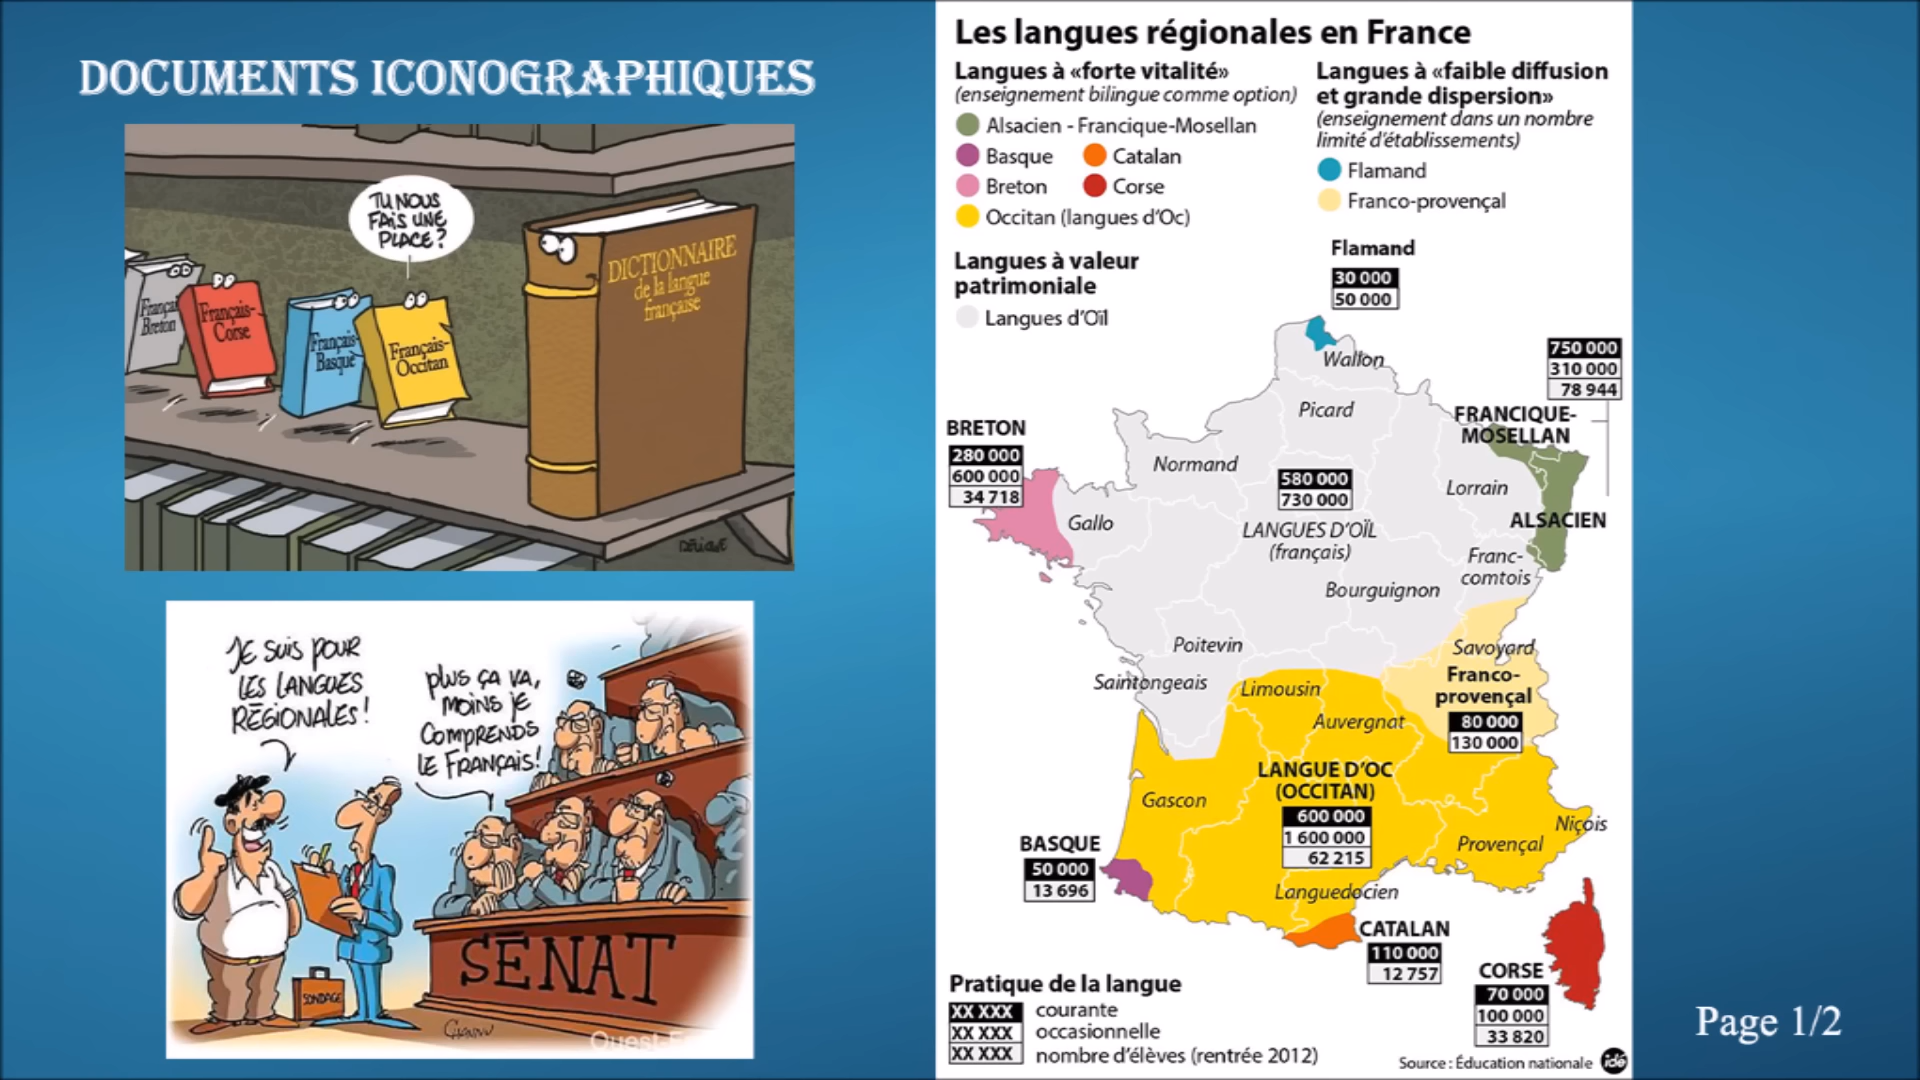 DOCUMENTS ICONOGRAPHIQUES
TU NOUS
FAIS UNE
PLACE?
Français
Breton
Français-
Corse
Français-
Basque
Français-
Occitan
DICTIONNAIRE
de la langue
française
DELIGNE
JE SUIS POUR
LES LANGUES
RÉGIONALES!
PLUS ÇA VA,
MOINS JE
COMPRENDS
LE FRANÇAIS!
SONDAGE
SÉNAT
CHAUNU
Les langues régionales en France
Langues à «forte vitalité»
(enseignement bilingue comme option)
Alsacien - Francique-Mosellan
Basque
Catalan
Breton
Corse
Occitan (langues d'Oc)
Langues à «faible diffusion
et grande dispersion»
(enseignement dans un nombre
limité d'établissements)
Flamand
Franco-provençal
Langues à valeur
patrimoniale
Langues d'Oïl
Flamand
30 000
50 000
Wallon
750 000
310 000
78 944
Picard
FRANCIQUE-
MOSELLAN
BRETON
280 000
600 000
34 718
Normand
580 000
730 000
Lorrain
Gallo
LANGUES D'OÏL
(français)
ALSACIEN
Franc-
comtois
Bourguignon
Poitevin
Savoyard
Saintongeais
Limousin
Franco-
provençal
80 000
130 000
Auvergnat
LANGUE D'OC
(OCCITAN)
600 000
1 600 000
62 215
Gascon
Niçois
Provençal
BASQUE
50 000
13 696
Languedocien
CATALAN
110 000
12 757
CORSE
70 000
100 000
33 820
Pratique de la langue
XX XXX courante
XX XXX occasionnelle
XX XXX nombre d'élèves (rentrée 2012)
Source : Éducation nationale idé
Page 1/2